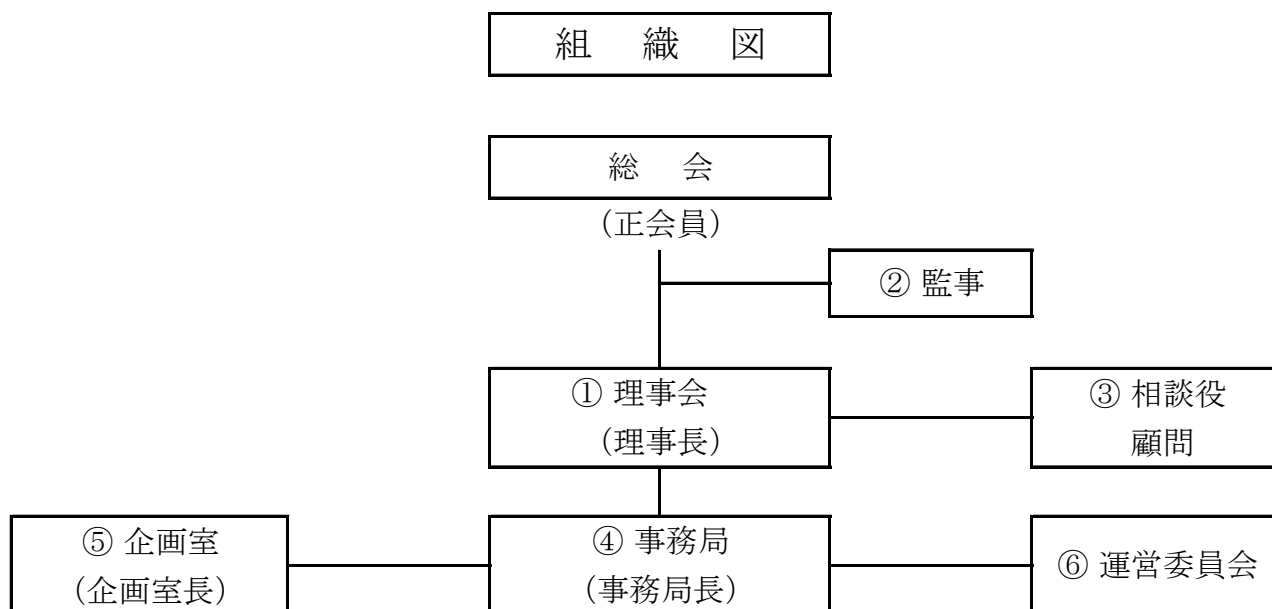 組 織 図
総 会
(正会員)
② 監事
① 理事会
(理事長)
③ 相談役
顧問
⑤ 企画室
(企画室長)
④ 事務局
(事務局長)
⑥ 運営委員会